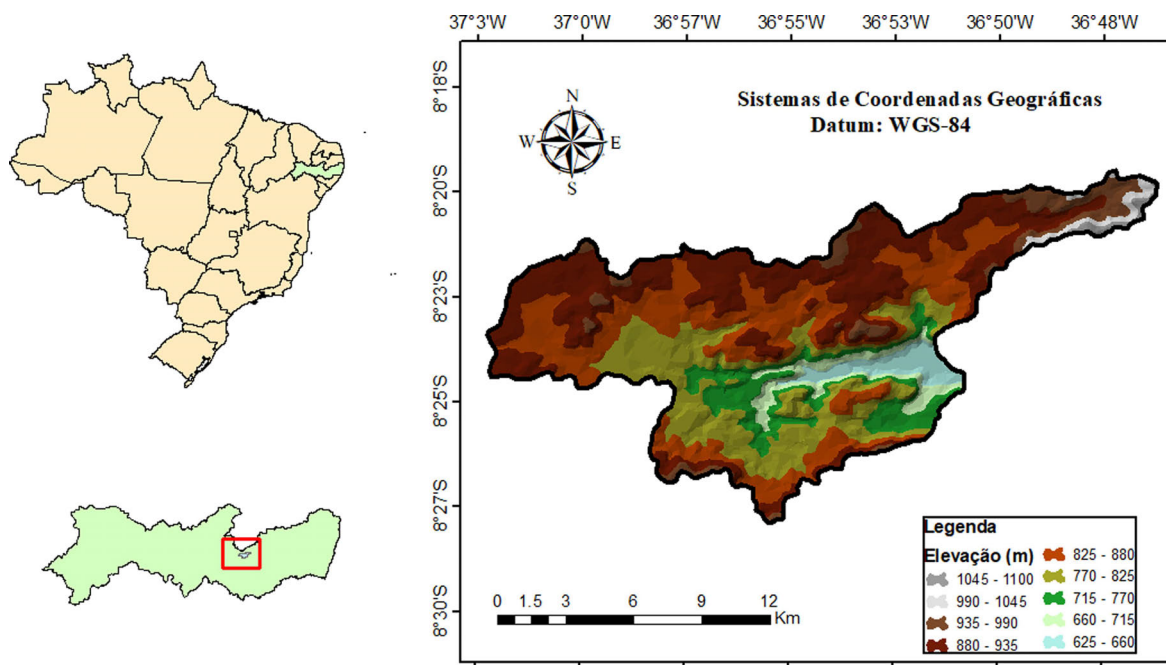 37°3'W 37°0'W 36°57'W 36°55'W 36°52'W 36°50'W 36°48'W
8°18'S
8°20'S
8°23'S
8°25'S
8°27'S
8°30'S
N
W E
S
Sistemas de Coordenadas Geográficas
Datum: WGS-84
0 1.5 3 6 9 12
Km
Legenda
Elevação (m)
1045 - 1100
990 - 1045
935 - 990
880 - 935
825 - 880
770 - 825
715 - 770
660 - 715
625 - 660